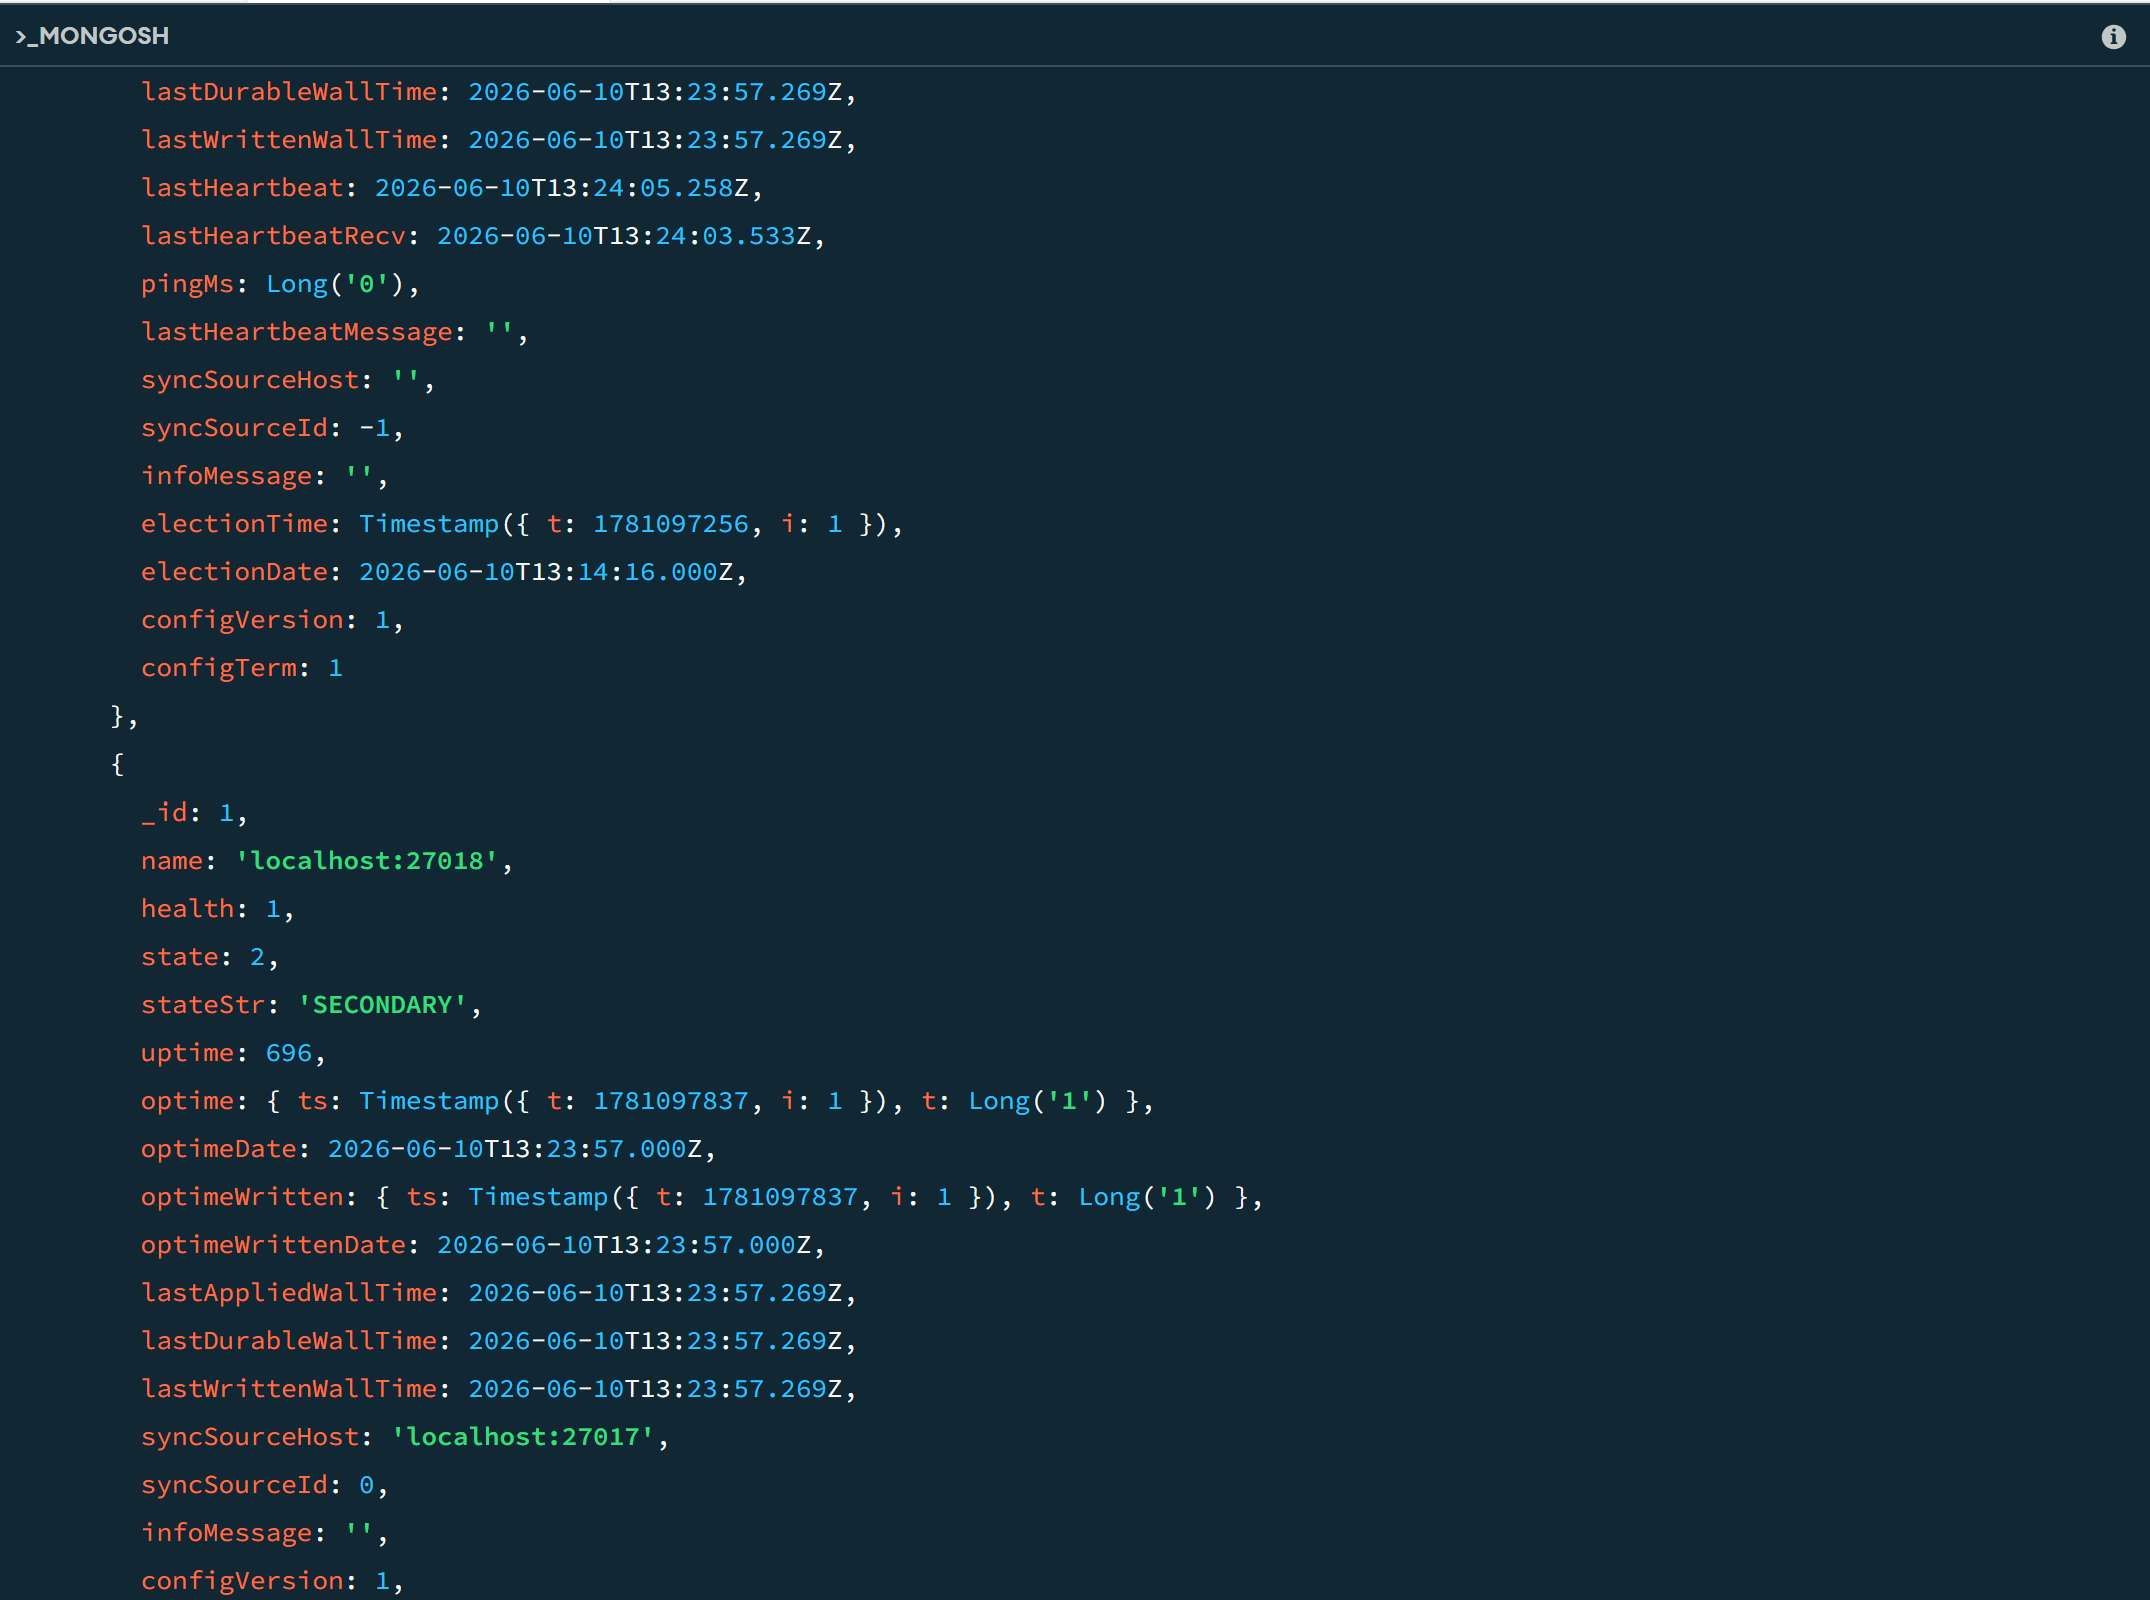 >_MONGOSH
lastDurableWallTime: 2026-06-10T13:23:57.269Z,
lastWrittenWallTime: 2026-06-10T13:23:57.269Z,
lastHeartbeat: 2026-06-10T13:24:05.258Z,
lastHeartbeatRecv: 2026-06-10T13:24:03.533Z,
pingMs: Long('0'),
lastHeartbeatMessage: '',
syncSourceHost: '',
syncSourceId: -1,
infoMessage: '',
electionTime: Timestamp({ t: 1781097256, i: 1 }),
electionDate: 2026-06-10T13:14:16.000Z,
configVersion: 1,
configTerm: 1
},
{
_id: 1,
name: 'localhost:27018',
health: 1,
state: 2,
stateStr: 'SECONDARY',
uptime: 696,
optime: { ts: Timestamp({ t: 1781097837, i: 1 }), t: Long('1') },
optimeDate: 2026-06-10T13:23:57.000Z,
optimeWritten: { ts: Timestamp({ t: 1781097837, i: 1 }), t: Long('1') },
optimeWrittenDate: 2026-06-10T13:23:57.000Z,
lastAppliedWallTime: 2026-06-10T13:23:57.269Z,
lastDurableWallTime: 2026-06-10T13:23:57.269Z,
lastWrittenWallTime: 2026-06-10T13:23:57.269Z,
syncSourceHost: 'localhost:27017',
syncSourceId: 0,
infoMessage: '',
configVersion: 1,